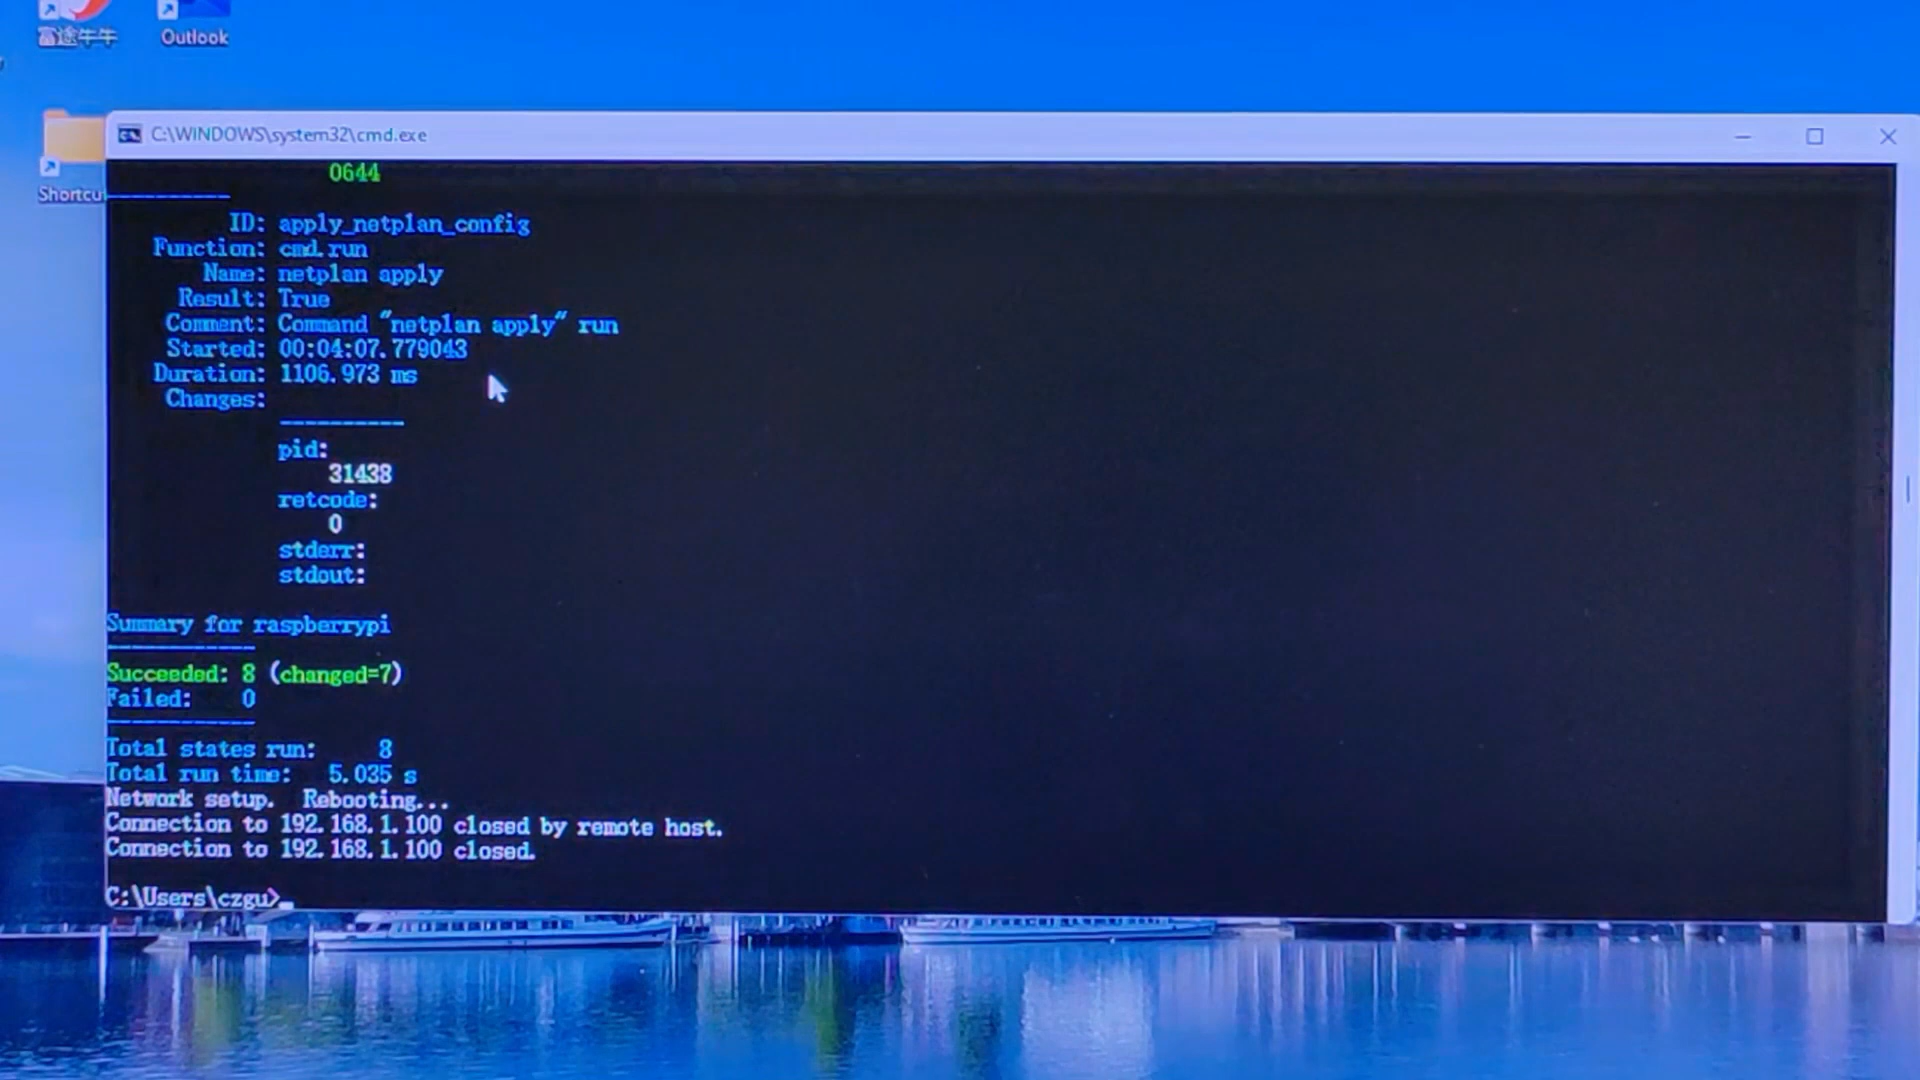 富途牛牛
Outlook
Shortcu
C:\WINDOWS\system32\cmd.exe
0644
----------
ID: apply_netplan_config
Function: cmd.run
Name: netplan apply
Result: True
Comment: Command "netplan apply" run
Started: 00:04:07.779043
Duration: 1106.973 ms
Changes:
----------
pid:
31438
retcode:
0
stderr:
stdout:
Summary for raspberrypi
------------
Succeeded: 8 (changed=7)
Failed: 0
------------
Total states run: 8
Total run time: 5.035 s
Network setup. Rebooting...
Connection to 192.168.1.100 closed by remote host.
Connection to 192.168.1.100 closed.
C:\Users\czgu>